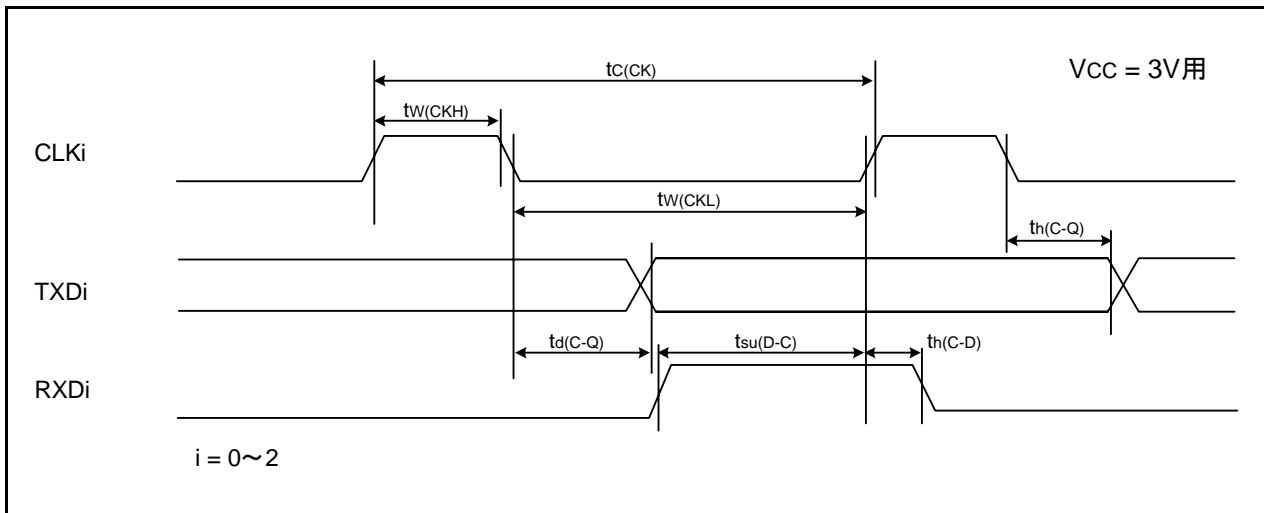 tC(CK)
VCC = 3V用
tW(CKH)
CLKi
tW(CKL)
th(C-Q)
TXDi
td(C-Q)
tsu(D-C)
th(C-D)
RXDi
i = 0～2